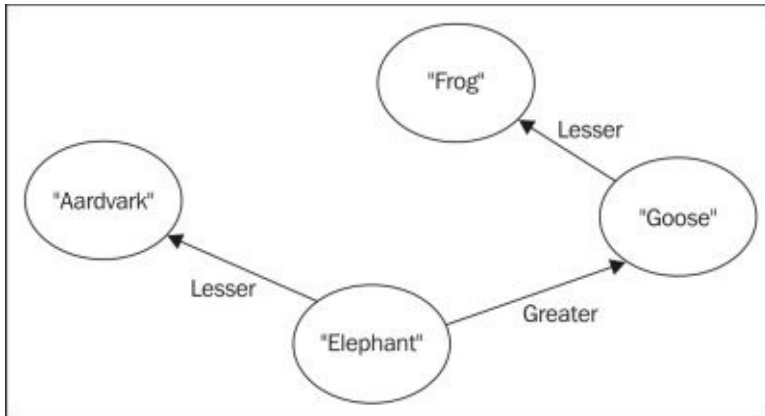 "Frog"
Lesser
"Aardvark"
"Goose"
Lesser
Greater
"Elephant"